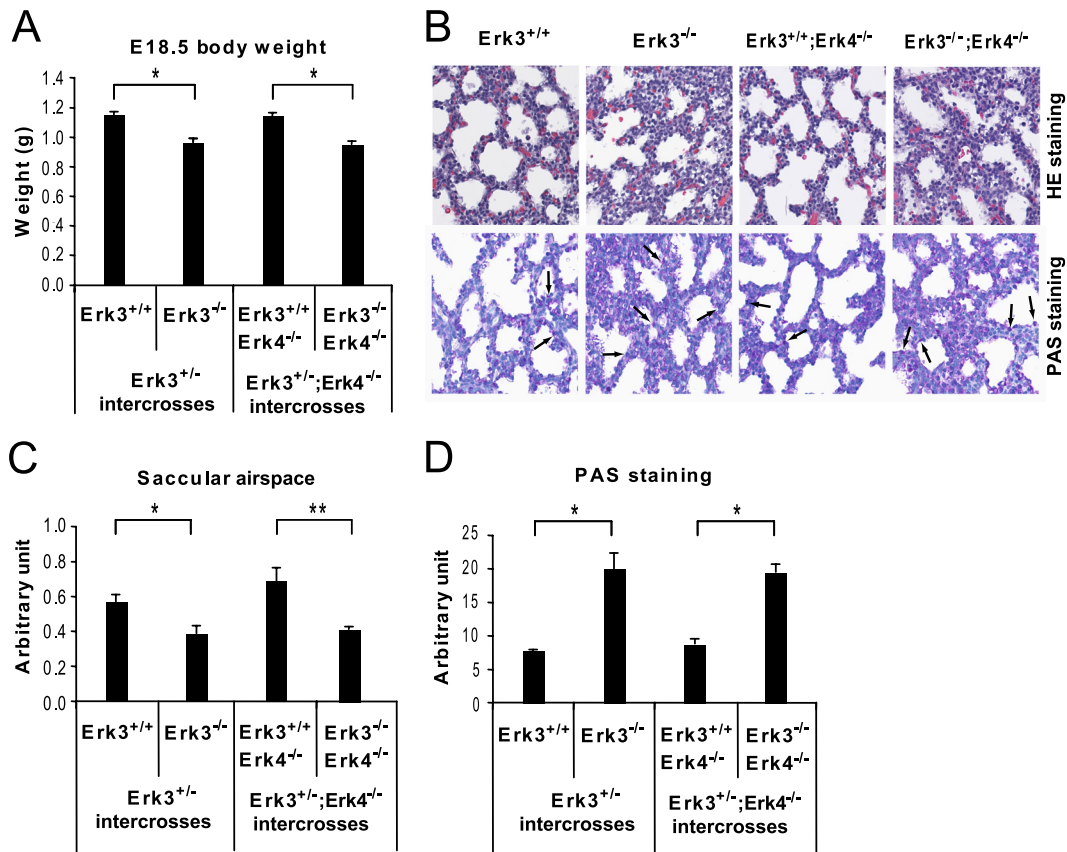 A
E18.5 body weight
Weight (g)
1.4
1.2
1.0
0.8
0.6
0.4
0.2
0.0
*
*
Erk3+/+
Erk3-/-
Erk3+/+
Erk4-/-
Erk3-/-
Erk4-/-
Erk3+/-
intercrosses
Erk3+/-;Erk4-/-
intercrosses
B
Erk3+/+
Erk3-/-
Erk3+/+;Erk4-/-
Erk3-/-;Erk4-/-
HE staining
PAS staining
C
Saccular airspace
Arbitrary unit
1.0
0.8
0.6
0.4
0.2
0.0
*
**
Erk3+/+
Erk3-/-
Erk3+/+
Erk4-/-
Erk3-/-
Erk4-/-
Erk3+/-
intercrosses
Erk3+/-;Erk4-/-
intercrosses
D
PAS staining
Arbitrary unit
25
20
15
10
5
0
*
*
Erk3+/+
Erk3-/-
Erk3+/+
Erk4-/-
Erk3-/-
Erk4-/-
Erk3+/-
intercrosses
Erk3+/-;Erk4-/-
intercrosses